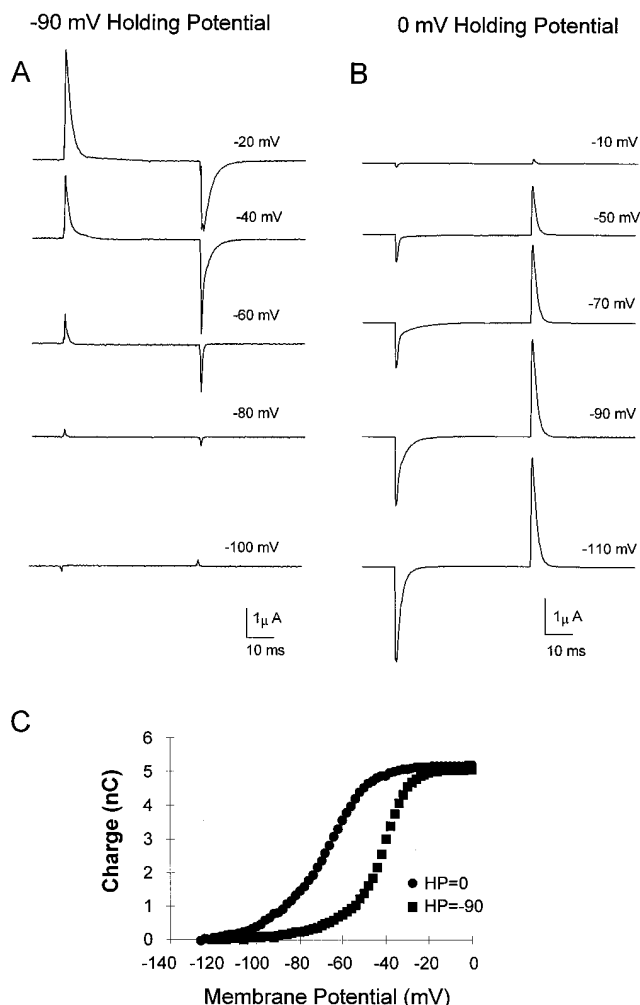 -90 mV Holding Potential
0 mV Holding Potential
A
B
-20 mV
-40 mV
-60 mV
-80 mV
-100 mV
1μ A
10 ms
-10 mV
-50 mV
-70 mV
-90 mV
-110 mV
1μ A
10 ms
C
Charge (nC)
6
5
4
3
2
1
0
-140 -120 -100 -80 -60 -40 -20 0
HP=0
HP=-90
Membrane Potential (mV)